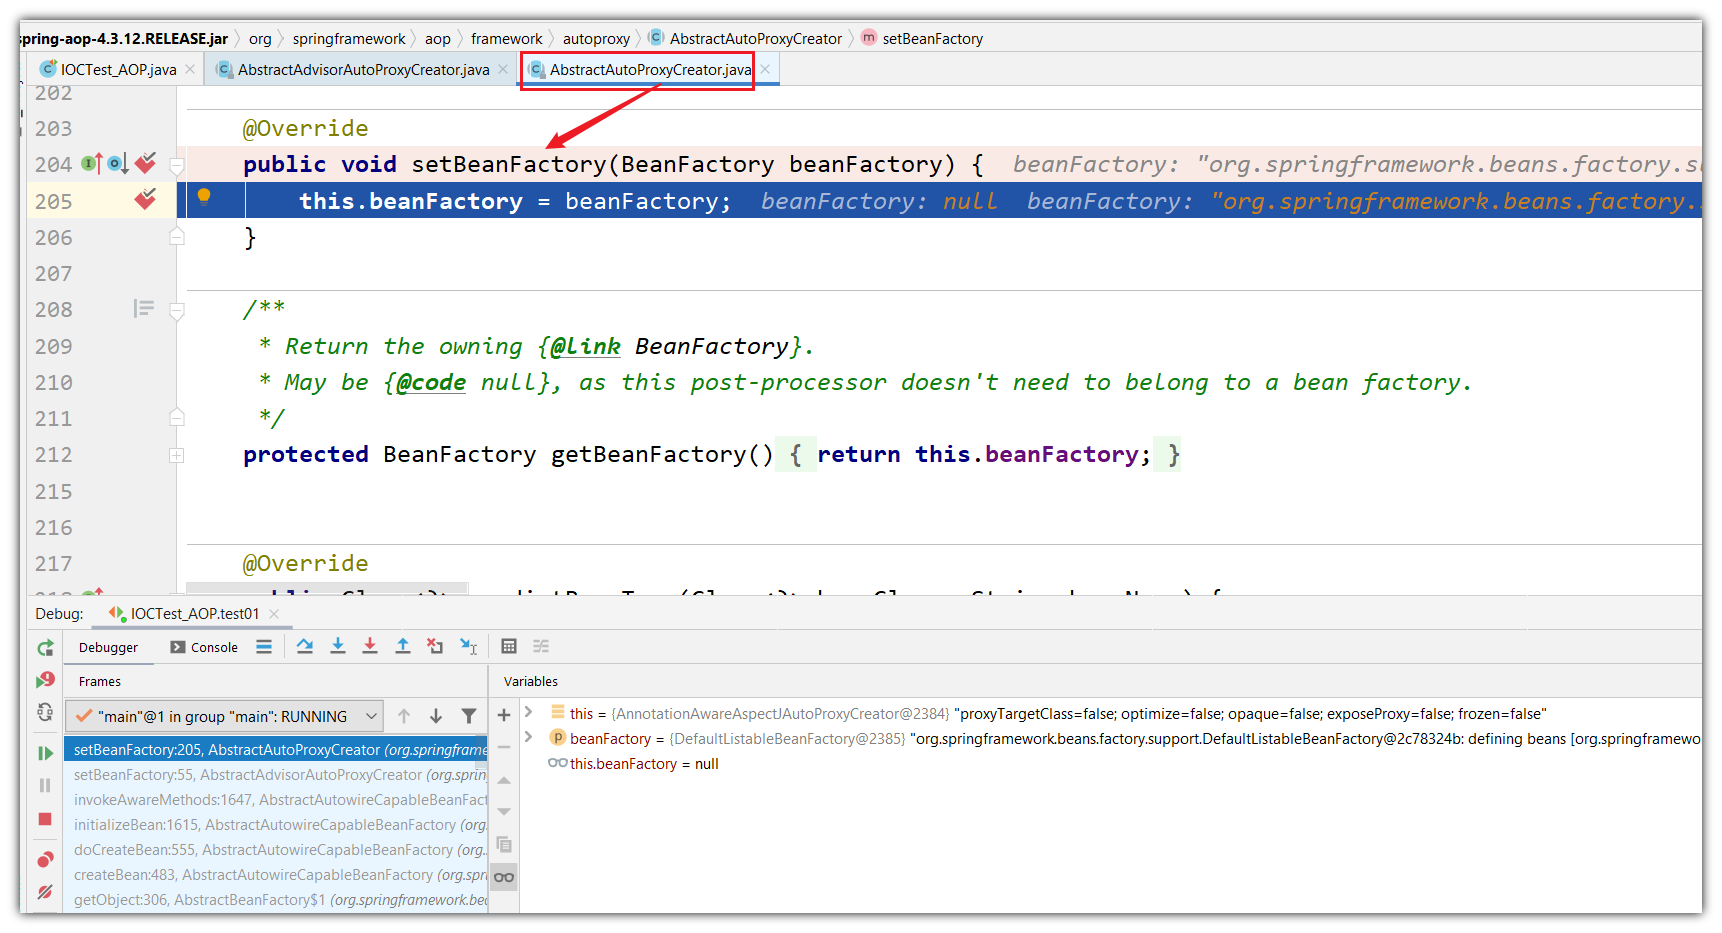 spring-aop-4.3.12.RELEASE.jar org springframework aop framework autoproxy AbstractAutoProxyCreator setBeanFactory
IOCTest_AOP.java AbstractAdvisorAutoProxyCreator.java AbstractAutoProxyCreator.java
202
203 @Override
204 public void setBeanFactory(BeanFactory beanFactory) { beanFactory: "org.springframework.beans.factory.su
205 this.beanFactory = beanFactory; beanFactory: null beanFactory: "org.springframework.beans.factory.
206 }
207
208 /**
209 * Return the owning {@link BeanFactory}.
210 * May be {@code null}, as this post-processor doesn't need to belong to a bean factory.
211 */
212 protected BeanFactory getBeanFactory() { return this.beanFactory; }
215
216
217 @Override
Debug: IOCTest_AOP.test01
Debugger Console
Frames Variables
"main"@1 in group "main": RUNNING
this = {AnnotationAwareAspectJAutoProxyCreator@2384} "proxyTargetClass=false; optimize=false; opaque=false; exposeProxy=false; frozen=false"
beanFactory = {DefaultListableBeanFactory@2385} "org.springframework.beans.factory.support.DefaultListableBeanFactory@2c78324b: defining beans [org.springframewo
this.beanFactory = null
setBeanFactory:205, AbstractAutoProxyCreator (org.springframe
setBeanFactory:55, AbstractAdvisorAutoProxyCreator (org.spring
invokeAwareMethods:1647, AbstractAutowireCapableBeanFact
initializeBean:1615, AbstractAutowireCapableBeanFactory (org.
doCreateBean:555, AbstractAutowireCapableBeanFactory (org.
createBean:483, AbstractAutowireCapableBeanFactory (org.spri
getObject:306, AbstractBeanFactory$1 (org.springframework.bea